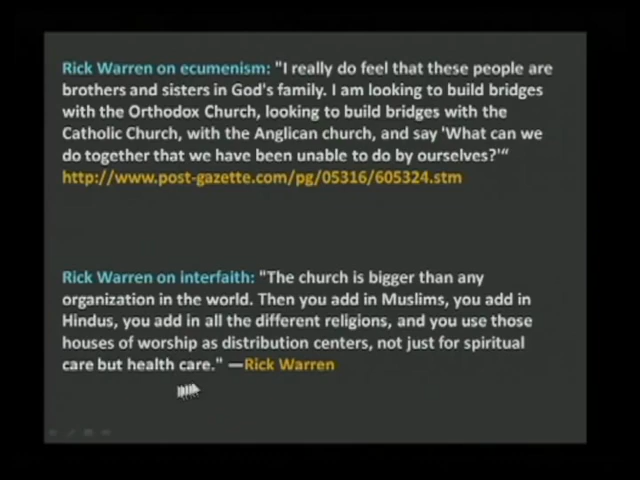 Rick Warren on ecumenism: "I really do feel that these people are
brothers and sisters in God's family. I am looking to build bridges
with the Orthodox Church, looking to build bridges with the
Catholic Church, with the Anglican church, and say 'What can we
do together that we have been unable to do by ourselves?'“
http://www.post-gazette.com/pg/05316/605324.stm
Rick Warren on interfaith: "The church is bigger than any
organization in the world. Then you add in Muslims, you add in
Hindus, you add in all the different religions, and you use those
houses of worship as distribution centers, not just for spiritual
care but health care." —Rick Warren